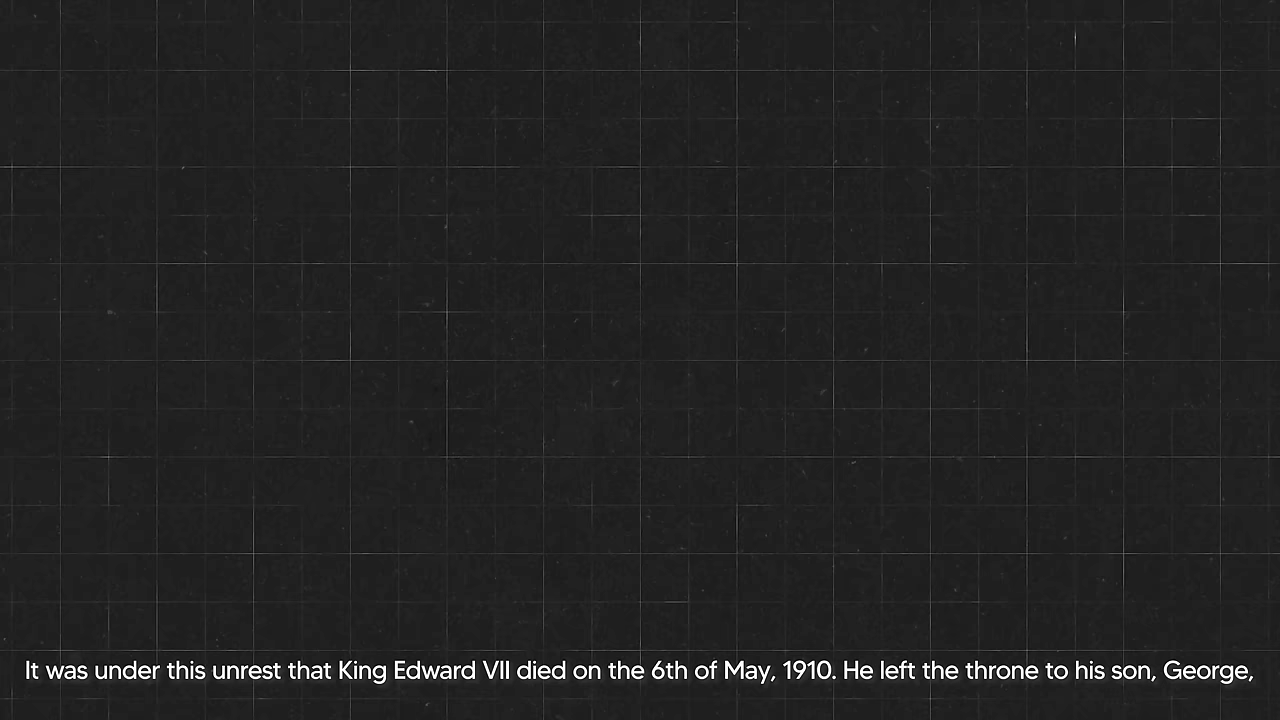 It was under this unrest that King Edward VII died on the 6th of May, 1910. He left the throne to his son, George,